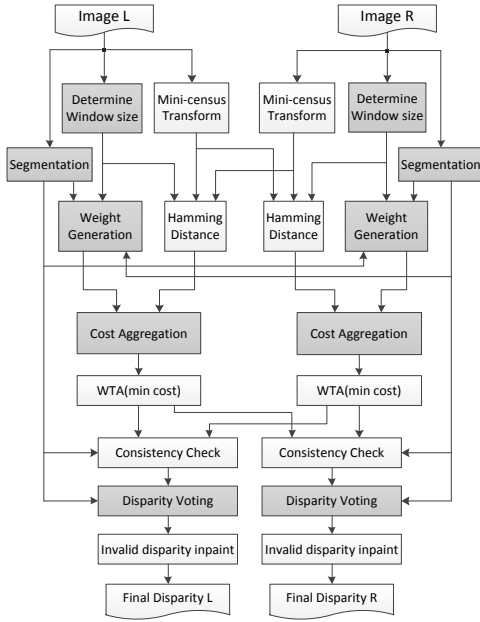 Image L
Image R
Determine
Window size
Mini-census
Transform
Mini-census
Transform
Determine
Window size
Segmentation
Segmentation
Weight
Generation
Hamming
Distance
Hamming
Distance
Weight
Generation
Cost Aggregation
Cost Aggregation
WTA(min cost)
WTA(min cost)
Consistency Check
Consistency Check
Disparity Voting
Disparity Voting
Invalid disparity inpaint
Invalid disparity inpaint
Final Disparity L
Final Disparity R